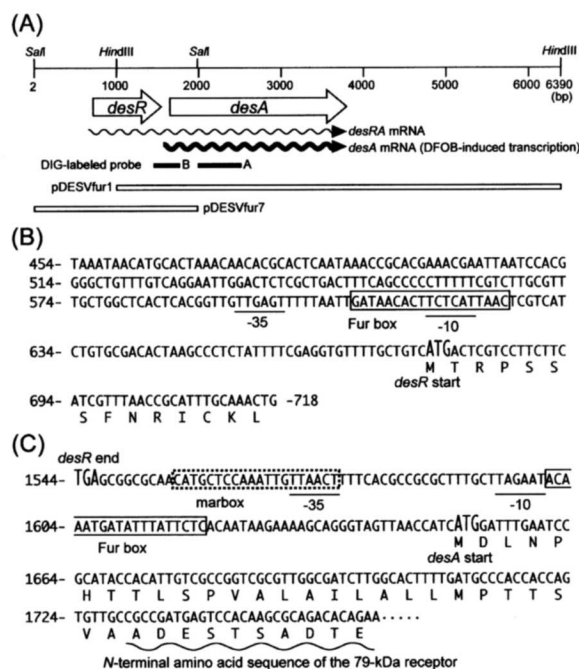 (A)
SalI HindIII SalI HindIII
2 1000 2000 3000 4000 5000 6000 6390
(bp)
desR desA
desRA mRNA
desA mRNA (DFOB-induced transcription)
DIG-labeled probe B A
pDESVfur1
pDESVfur7
(B)
454- TAAATAACATGCACTAAACAACACGCACTCAATAAACCGCACGAAACGAATTAATCCACG
514- GGGCTGTTTGTCAGGAATTGGACTCTCGCTGACTTTCAGCCCCCTTTTTCGTCTTGCGTT
574- TGCTGGCTCACTCACGGTTGTTGAGTTTTTAATTGATAACACTTCTCATTAACTCGTCAT
-35 Fur box -10
634- CTGTGCGACACTAAGCCCTCTATTTTCGAGGTGTTTTGCTGTCATGACTCGTCCTTCTTC
M T R P S S
desR start
694- ATCGTTTAACCGCATTTGCAAACTG -718
S F N R I C K L
(C)
desR end
1544- TGAGCGGCGCAACATGCTCCAAATTGTTAACTTTTCACGCCGCGCTTTGCTTAGAATACA
marbox -35 -10
1604- AATGATATTTATTCTCACAATAAGAAAAGCAGGGTAGTTAACCATCATGGATTTGAATCC
Fur box M D L N P
desA start
1664- GCATACCACATTGTCGCCGGTCGCGTTGGCGATCTTGGCACTTTTGATGCCCACCACCAG
H T T L S P V A L A I L A L L M P T T S
1724- TGTTGCCGCCGATGAGTCCACAAGCGCAGACACAGAA·····
V A A D E S T S A D T E
N-terminal amino acid sequence of the 79-kDa receptor